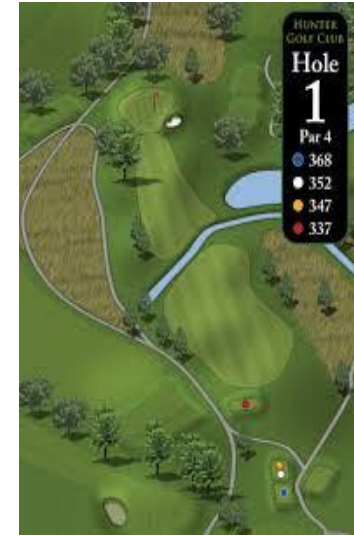 HUNTER
GOLF CLUB
Hole
1
Par 4
368
352
347
337